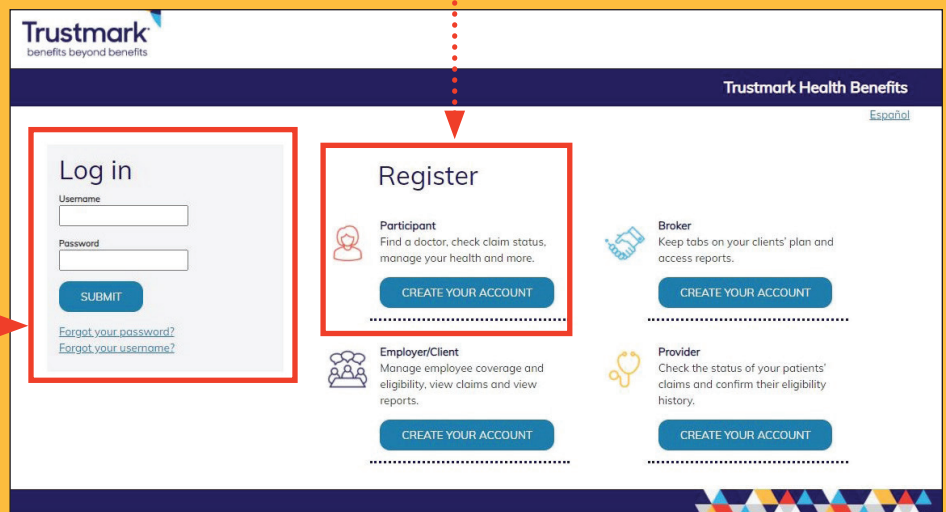 Trustmark
benefits beyond benefits
Trustmark Health Benefits
Español
Log in
Username
Password
SUBMIT
Forgot your password?
Forgot your username?
Register
Participant
Find a doctor, check claim status,
manage your health and more.
CREATE YOUR ACCOUNT
Broker
Keep tabs on your clients' plan and
access reports.
CREATE YOUR ACCOUNT
Employer/Client
Manage employee coverage and
eligibility, view claims and view
reports.
CREATE YOUR ACCOUNT
Provider
Check the status of your patients'
claims and confirm their eligibility
history.
CREATE YOUR ACCOUNT